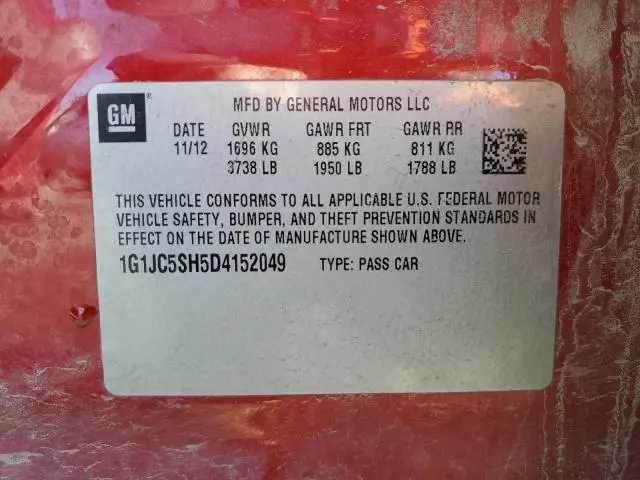 GM ®
MFD BY GENERAL MOTORS LLC
DATE GVWR GAWR FRT GAWR RR
11/12 1696 KG 885 KG 811 KG
3738 LB 1950 LB 1788 LB
THIS VEHICLE CONFORMS TO ALL APPLICABLE U.S. FEDERAL MOTOR
VEHICLE SAFETY, BUMPER, AND THEFT PREVENTION STANDARDS IN
EFFECT ON THE DATE OF MANUFACTURE SHOWN ABOVE.
1G1JC5SH5D4152049 TYPE: PASS CAR